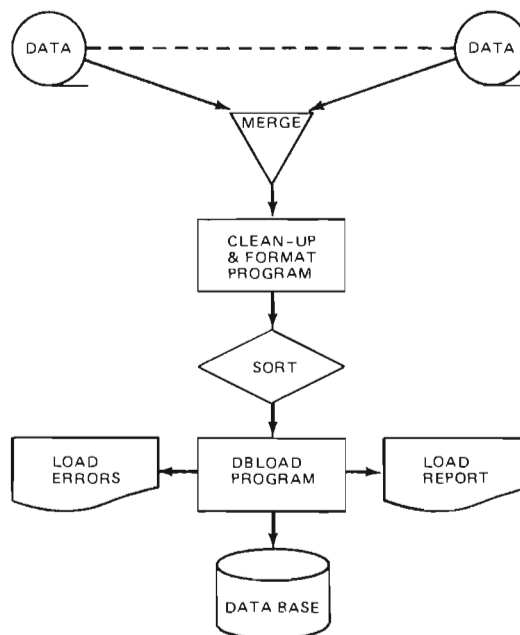 DATA
DATA
MERGE
CLEAN-UP
& FORMAT
PROGRAM
SORT
LOAD
ERRORS
DBLOAD
PROGRAM
LOAD
REPORT
DATA BASE